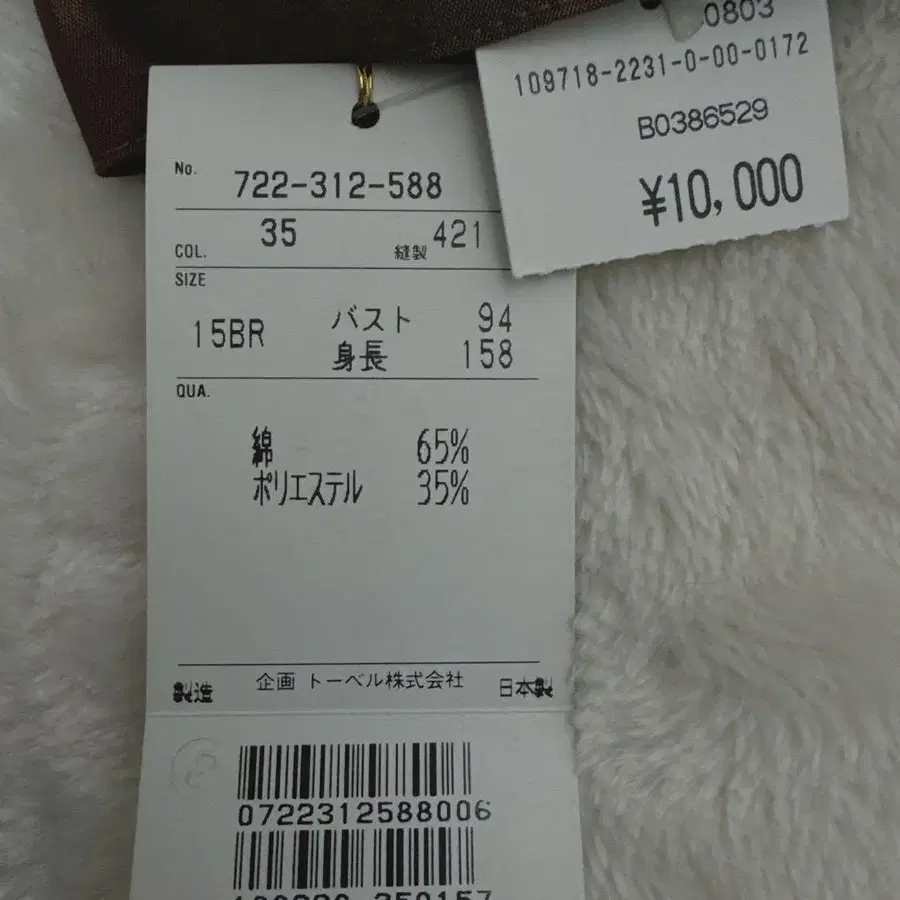 0803
109718-2231-0-00-0172
B0386529
¥10,000
No. 722-312-588
COL. 35 縫製 421
SIZE
15BR バスト 94
身長 158
QUA.
綿 65%
ポリエステル 35%
製造 企画 トーベル株式会社 日本製
0722312588006